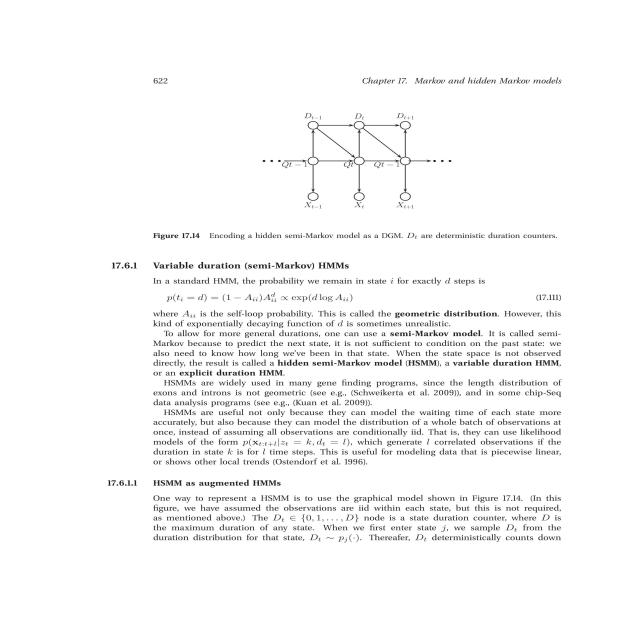 622 Chapter 17. Markov and hidden Markov models
D_{t−1} D_t D_{t+1}
Qt − 1 Qt Qt − 1
X_{t−1} X_t X_{t+1}
Figure 17.14 Encoding a hidden semi-Markov model as a DGM. D_t are deterministic duration counters.
17.6.1 Variable duration (semi-Markov) HMMs
In a standard HMM, the probability we remain in state i for exactly d steps is
p(t_i = d) = (1 − A_{ii})A_{ii}^d ∝ exp(d log A_{ii}) (17.111)
where A_{ii} is the self-loop probability. This is called the geometric distribution. However, this
kind of exponentially decaying function of d is sometimes unrealistic.
To allow for more general durations, one can use a semi-Markov model. It is called semi-
Markov because to predict the next state, it is not sufficient to condition on the past state: we
also need to know how long we've been in that state. When the state space is not observed
directly, the result is called a hidden semi-Markov model (HSMM), a variable duration HMM,
or an explicit duration HMM.
HSMMs are widely used in many gene finding programs, since the length distribution of
exons and introns is not geometric (see e.g., (Schweikerta et al. 2009)), and in some chip-Seq
data analysis programs (see e.g., (Kuan et al. 2009)).
HSMMs are useful not only because they can model the waiting time of each state more
accurately, but also because they can model the distribution of a whole batch of observations at
once, instead of assuming all observations are conditionally iid. That is, they can use likelihood
models of the form p(x_{t:t+l}|z_t = k, d_t = l), which generate l correlated observations if the
duration in state k is for l time steps. This is useful for modeling data that is piecewise linear,
or shows other local trends (Ostendorf et al. 1996).
17.6.1.1 HSMM as augmented HMMs
One way to represent a HSMM is to use the graphical model shown in Figure 17.14. (In this
figure, we have assumed the observations are iid within each state, but this is not required,
as mentioned above.) The D_t ∈ {0, 1, . . . , D} node is a state duration counter, where D is
the maximum duration of any state. When we first enter state j, we sample D_t from the
duration distribution for that state, D_t ∼ p_j(·). Thereafer, D_t deterministically counts down